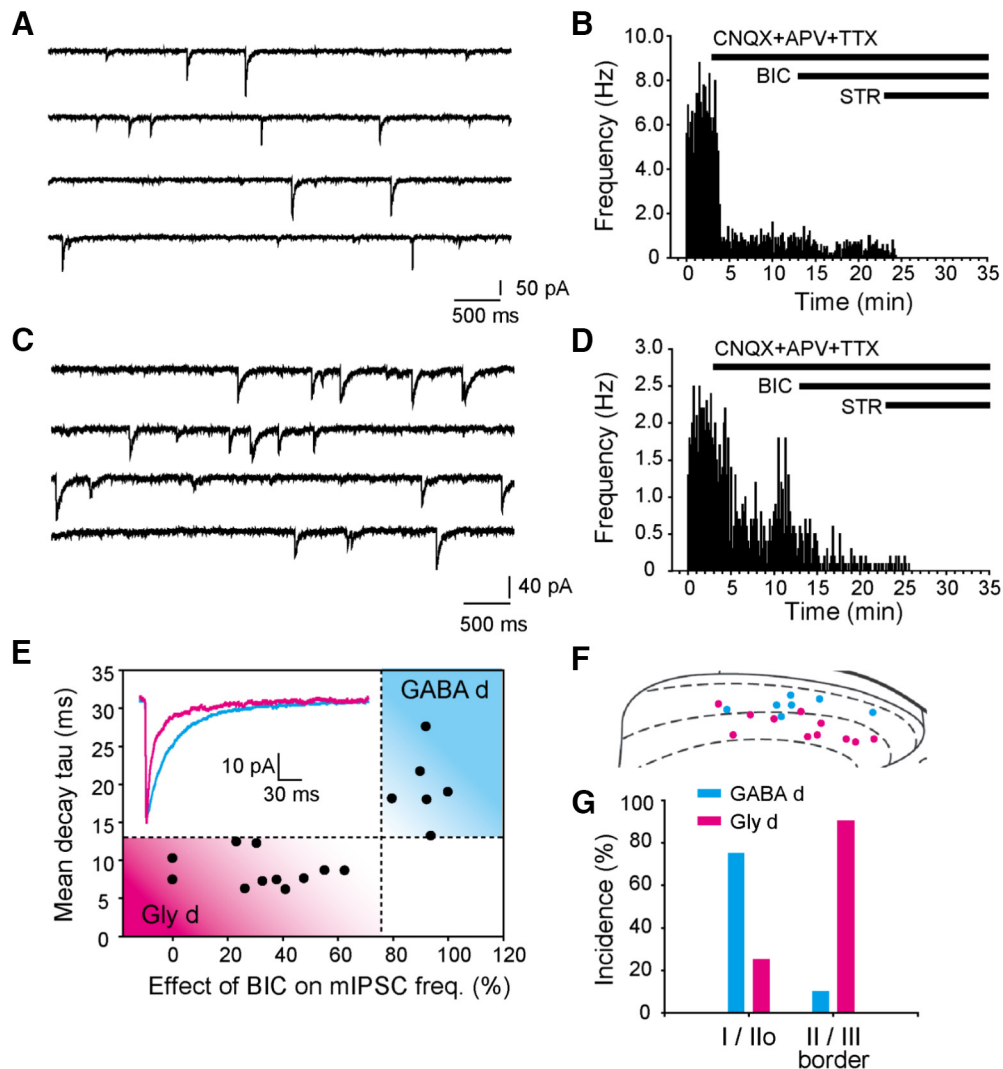 A
50 pA
500 ms
B
CNQX+APV+TTX
BIC
STR
10.0
8.0
6.0
4.0
2.0
0
Frequency (Hz)
0 5 10 15 20 25 30 35
Time (min)
C
40 pA
500 ms
D
CNQX+APV+TTX
BIC
STR
3.0
2.5
2.0
1.5
1.0
0.5
0
Frequency (Hz)
0 5 10 15 20 25 30 35
Time (min)
E
35
30
25
20
15
10
5
0
Mean decay tau (ms)
GABA d
10 pA
30 ms
Gly d
0 20 40 60 80 100 120
Effect of BIC on mIPSC freq. (%)
F
G
GABA d
Gly d
100
80
60
40
20
0
Incidence (%)
I / IIo
II / III
border